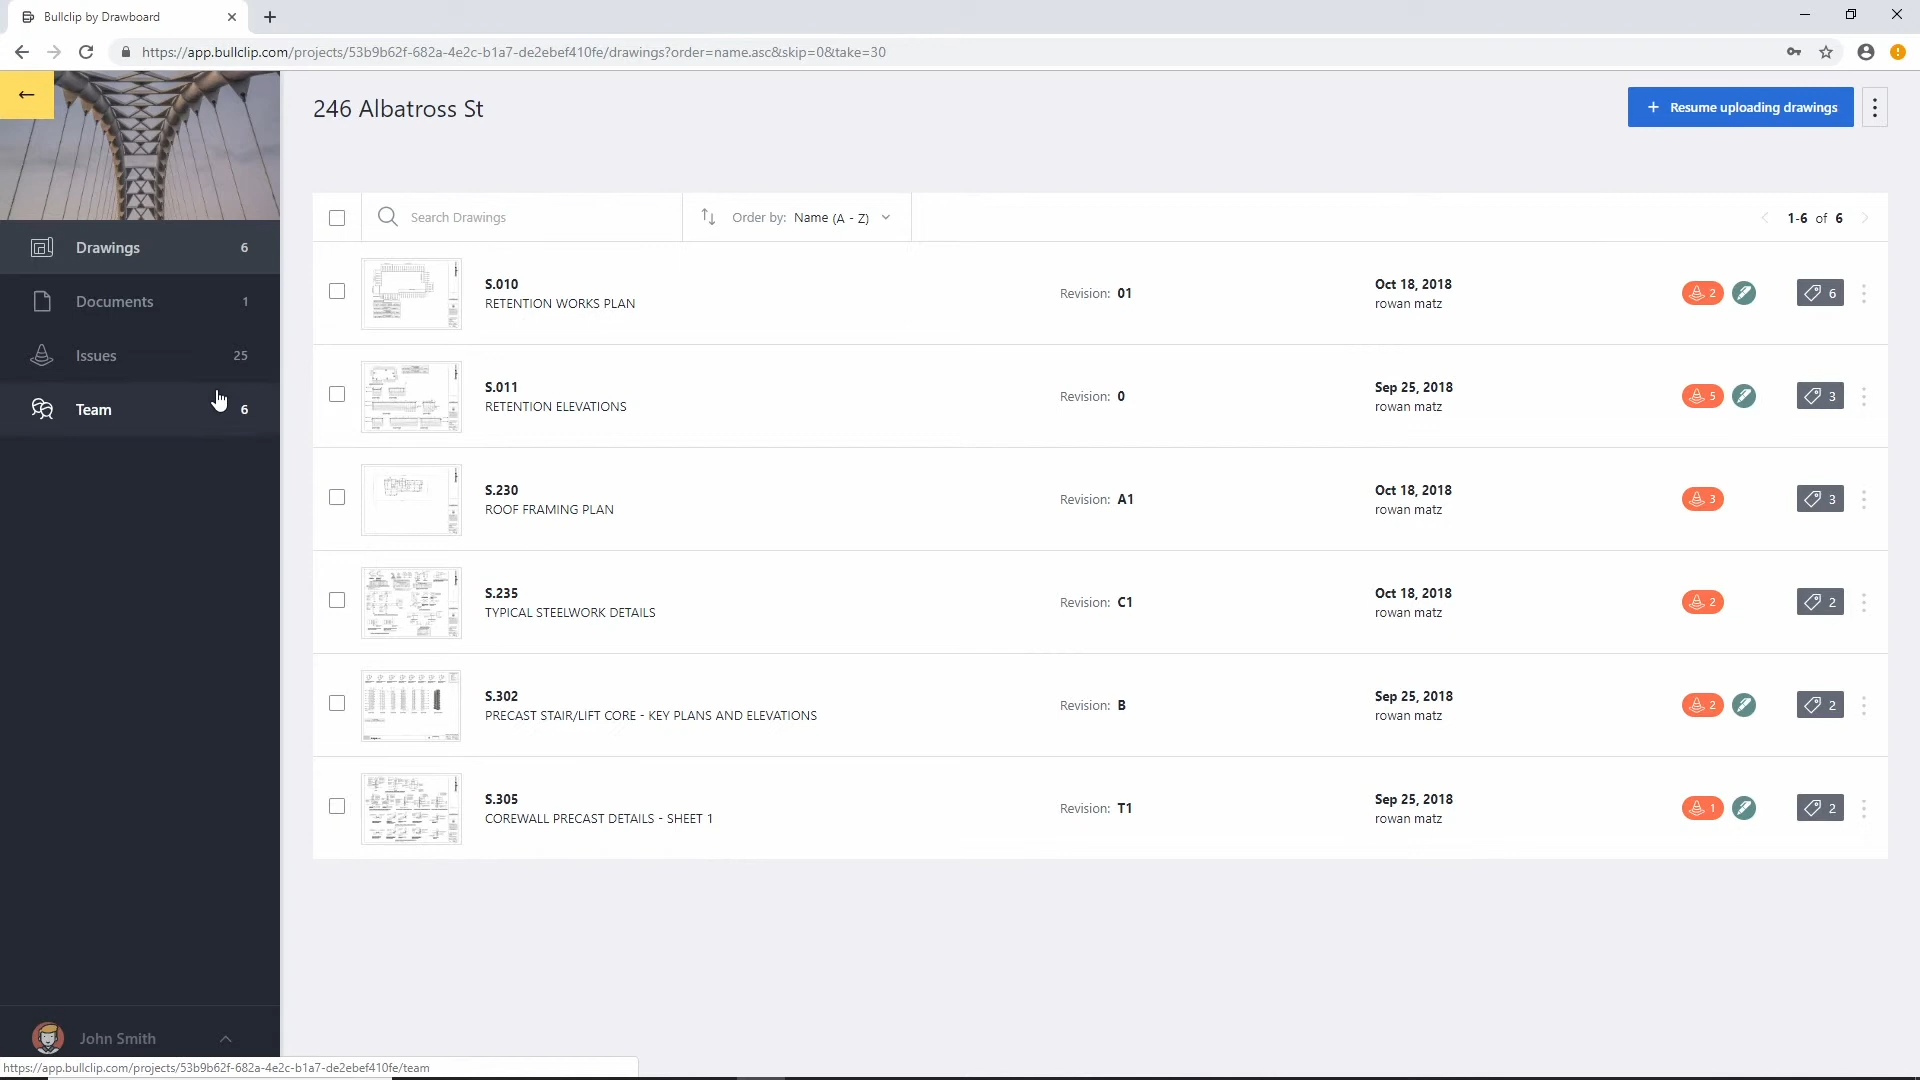 Bullclip by Drawboard
https://app.bullclip.com/projects/53b9b62f-682a-4e2c-b1a7-de2ebef410fe/drawings?order=name.asc&skip=0&take=30
246 Albatross St
Resume uploading drawings
Drawings 6
Documents 1
Issues 25
Team 6
Search Drawings
Order by: Name (A - Z)
1-6 of 6
S.010
RETENTION WORKS PLAN
Revision: 01
Oct 18, 2018
rowan matz
2
6
S.011
RETENTION ELEVATIONS
Revision: 0
Sep 25, 2018
rowan matz
5
3
S.230
ROOF FRAMING PLAN
Revision: A1
Oct 18, 2018
rowan matz
3
3
S.235
TYPICAL STEELWORK DETAILS
Revision: C1
Oct 18, 2018
rowan matz
2
2
S.302
PRECAST STAIR/LIFT CORE - KEY PLANS AND ELEVATIONS
Revision: B
Sep 25, 2018
rowan matz
2
2
S.305
COREWALL PRECAST DETAILS - SHEET 1
Revision: T1
Sep 25, 2018
rowan matz
1
2
John Smith
https://app.bullclip.com/projects/53b9b62f-682a-4e2c-b1a7-de2ebef410fe/team